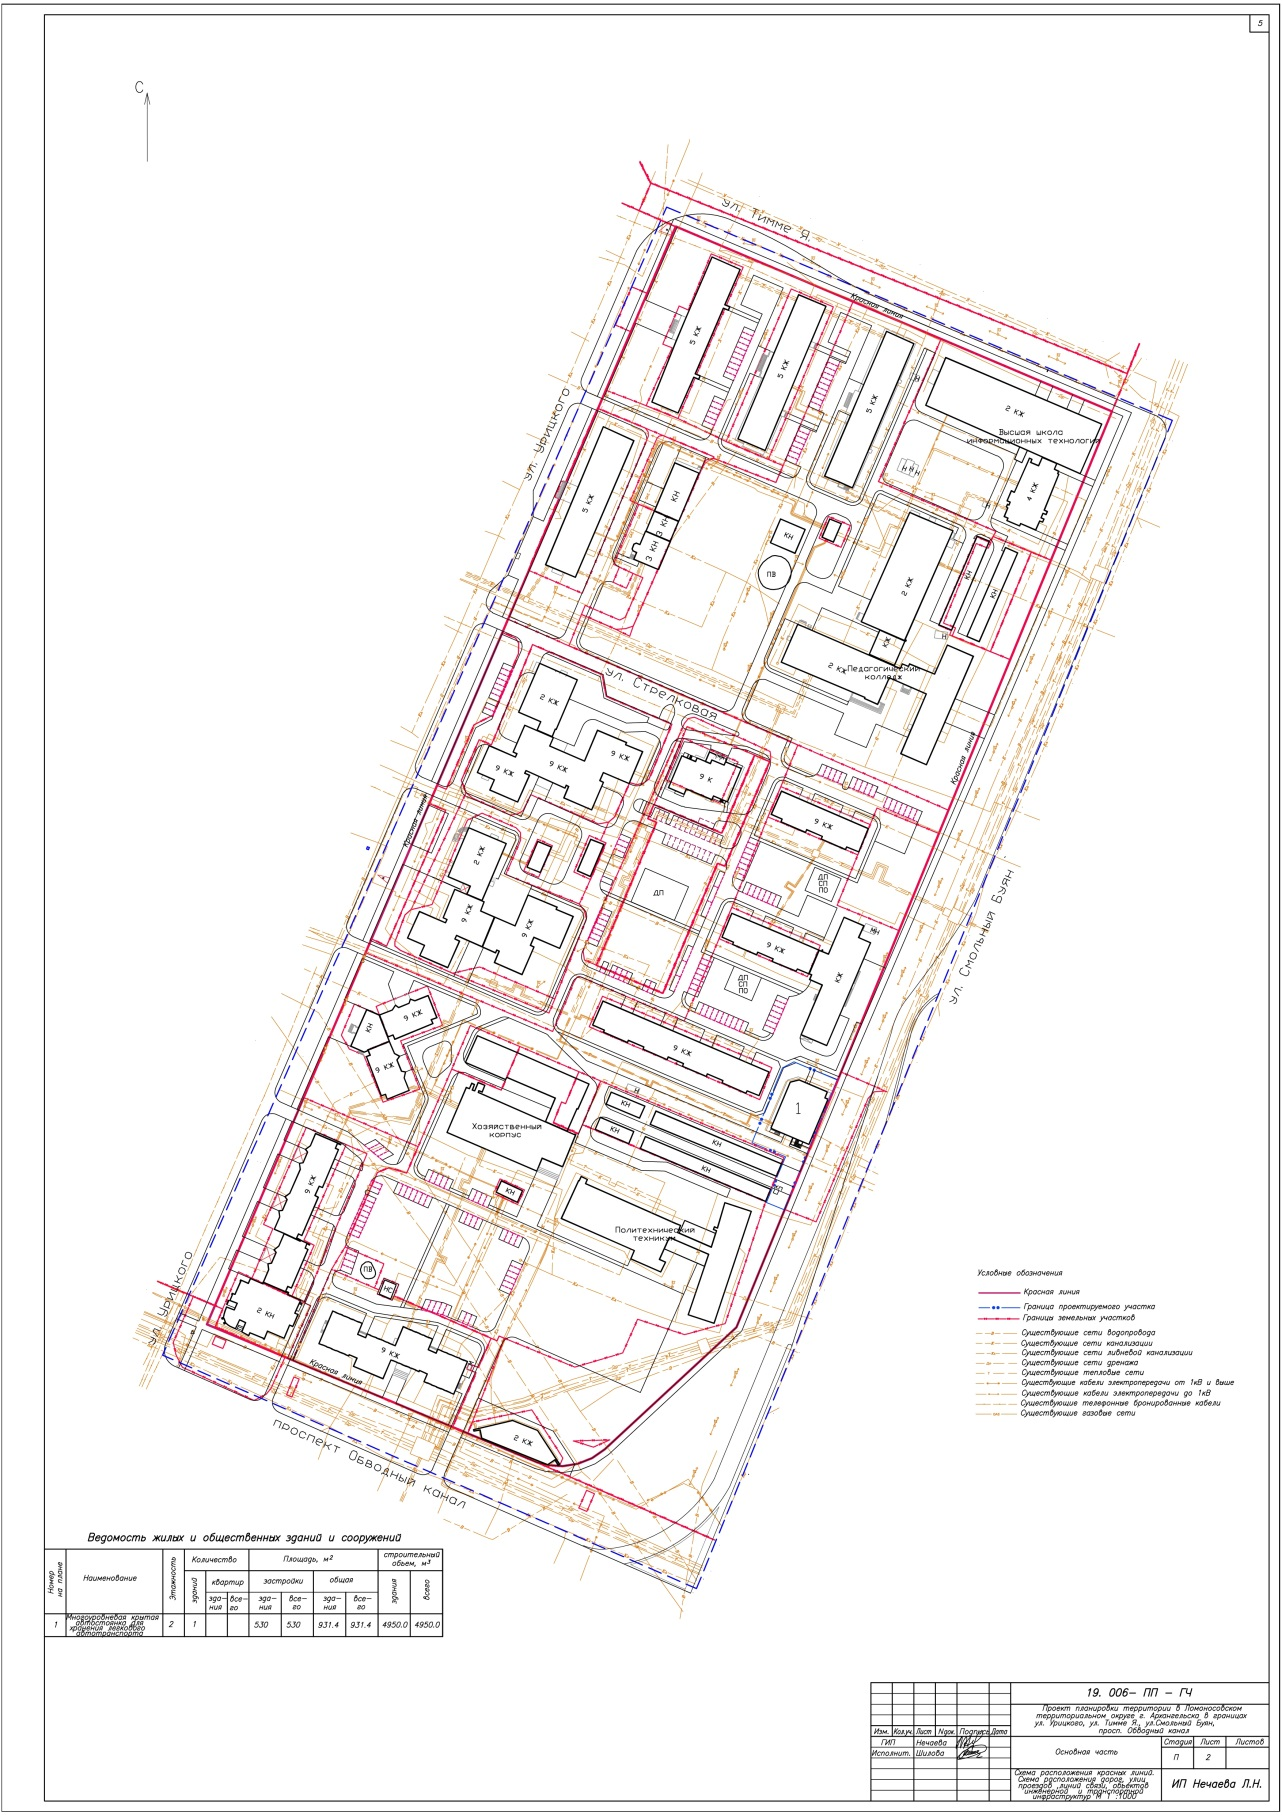 5
С
ул. Тимме Я.
Красная линия
5 КЖ
5 КЖ
5 КЖ
2 КЖ
Высшая школа
информационных технологий
ул. Урицкого
Н
Н Н Н
Н
4 КЖ
5 КЖ
КН
3 КН
3 КН
КН
ПВ
2 КЖ
КН
КН
КЖ
Н
2 КЖ
Педагогический
колледж
ул. Стрелковая
2 КЖ
9 КЖ
9 КЖ
9 КЖ
9 К
Красная линия
9 КЖ
Красная линия
2 КЖ
ДП
ДП
СП
ПО
9 КЖ
9 КЖ
9 КЖ
МН
КЖ
ДП
СП
ПО
ул. Смольный Буян
КН
9 КЖ
9 КЖ
9 КЖ
Н
КН
КН
КН
КН
1
Хозяйственный
корпус
КН
9 КЖ
Политехнический
техникум
ПВ
НС
2 КН
9 КЖ
ул. Урицкого
Красная линия
2 КЖ
проспект Обводный канал
Условные обозначения
Красная линия
Граница проектируемого участка
Границы земельных участков
Существующие сети водопровода
Существующие сети канализации
Существующие сети ливневой канализации
Существующие сети дренажа
Существующие тепловые сети
Существующие кабели электропередачи от 1кВ и выше
Существующие кабели электропередачи до 1кВ
Существующие телефонные бронированные кабели
Существующие газовые сети
Ведомость жилых и общественных зданий и сооружений
Номер на плане
Наименование
Этажность
Количество
Площадь, м²
строительный объем, м³
зданий
квартир
застройки
общая
здания
всего
зда-ния
все-го
зда-ния
все-го
зда-ния
все-го
1 Многоуровневая крытая автостоянка для хранения легкового автотранспорта 2 1 530 530 931.4 931.4 4950.0 4950.0
19. 006- ПП - ГЧ
Проект планировки территории в Ломоносовском
территориальном округе г. Архангельска в границах
ул. Урицкого, ул. Тимме Я., ул.Смольный Буян,
просп. Обводный канал
Изм. Кол.уч. Лист Nдок. Подпись Дата
ГИП Нечаева
Исполнит. Шилова
Основная часть
Стадия Лист Листов
П 2
Схема расположения красных линий.
Схема расположения дорог, улиц
проездов ,линий связи, объектов
инженерной и транспортной
инфраструктур М 1 :1000
ИП Нечаева Л.Н.